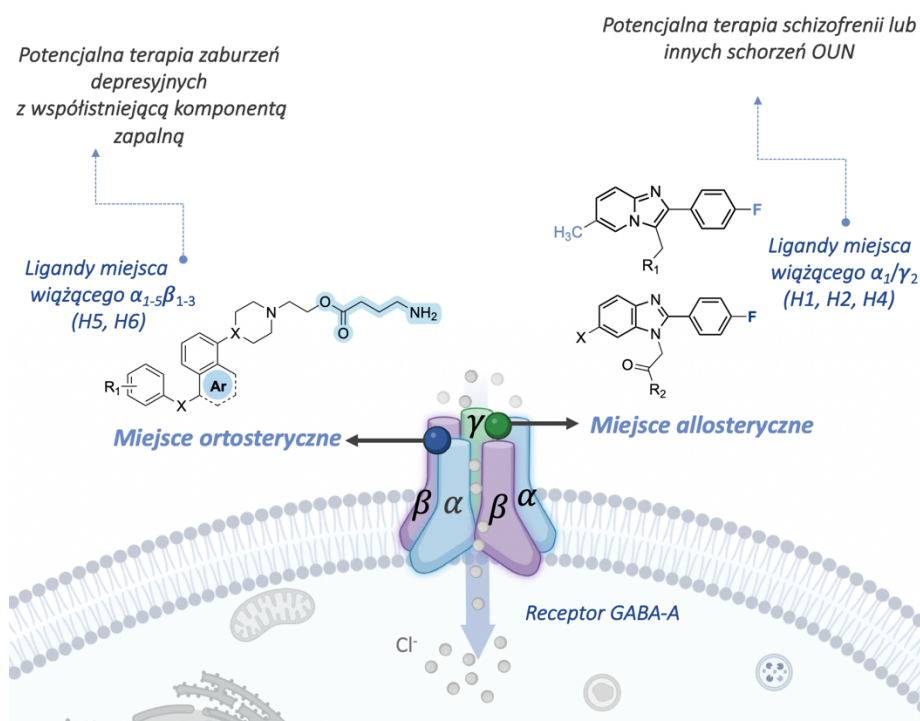 Potencjalna terapia zaburzeń
depresyjnych
z współistniejącą komponentą
zapalną
Potencjalna terapia schizofrenii lub
innych schorzeń OUN
Ligandy miejsca
wiążącego α1-5β1-3
(H5, H6)
Ligandy miejsca
wiążącego α1/γ2
(H1, H2, H4)
N
F
N
H3C
R1
N
O
NH2
X
O
N
F
X
N
Ar
R1
X
O
R2
Miejsce ortosteryczne
γ
Miejsce allosteryczne
β
α
β
α
Receptor GABA-A
Cl-